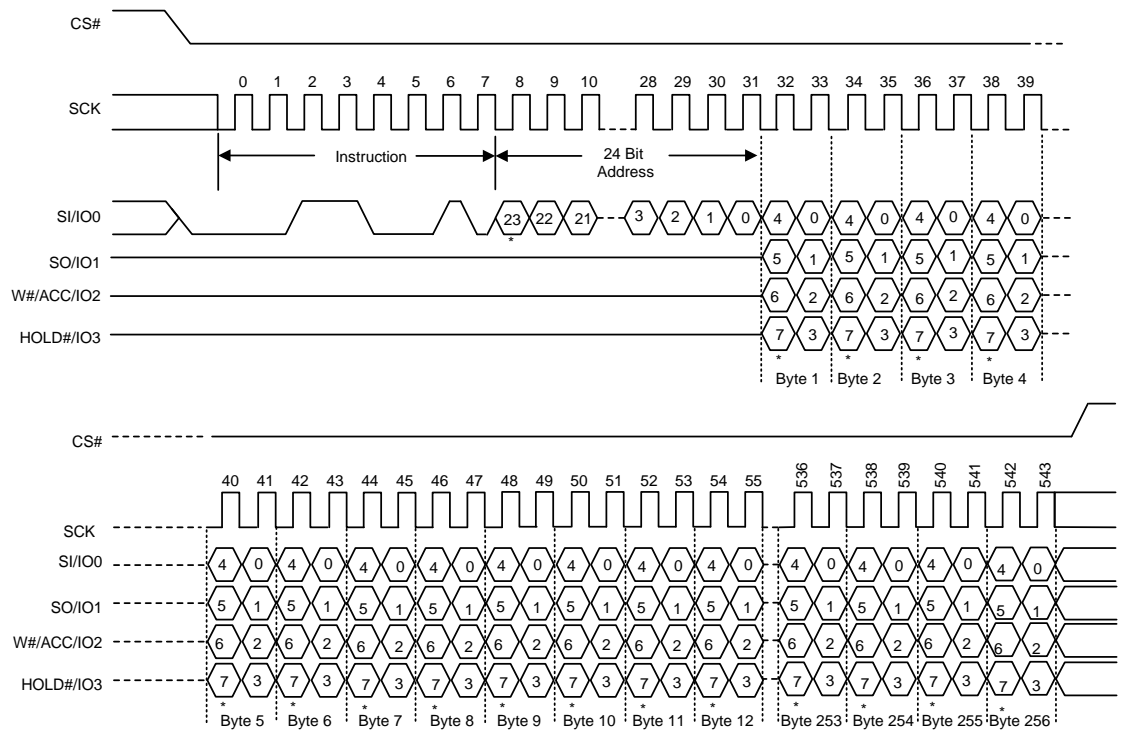 CS#
0 1 2 3 4 5 6 7 8 9 10 28 29 30 31 32 33 34 35 36 37 38 39
SCK
Instruction
24 Bit
Address
SI/IO0 23 22 21 3 2 1 0 4 0 4 0 4 0 4 0
*
SO/IO1 5 1 5 1 5 1 5 1
W#/ACC/IO2 6 2 6 2 6 2 6 2
HOLD#/IO3 7 3 7 3 7 3 7 3
* * * *
Byte 1 Byte 2 Byte 3 Byte 4
CS#
40 41 42 43 44 45 46 47 48 49 50 51 52 53 54 55 536 537 538 539 540 541 542 543
SCK
SI/IO0 4 0 4 0 4 0 4 0 4 0 4 0 4 0 4 0 4 0 4 0 4 0 4 0
SO/IO1 5 1 5 1 5 1 5 1 5 1 5 1 5 1 5 1 5 1 5 1 5 1 5 1
W#/ACC/IO2 6 2 6 2 6 2 6 2 6 2 6 2 6 2 6 2 6 2 6 2 6 2 6 2
HOLD#/IO3 7 3 7 3 7 3 7 3 7 3 7 3 7 3 7 3 7 3 7 3 7 3 7 3
* * * * * * * * * * * *
Byte 5 Byte 6 Byte 7 Byte 8 Byte 9 Byte 10 Byte 11 Byte 12 Byte 253 Byte 254 Byte 255 Byte 256